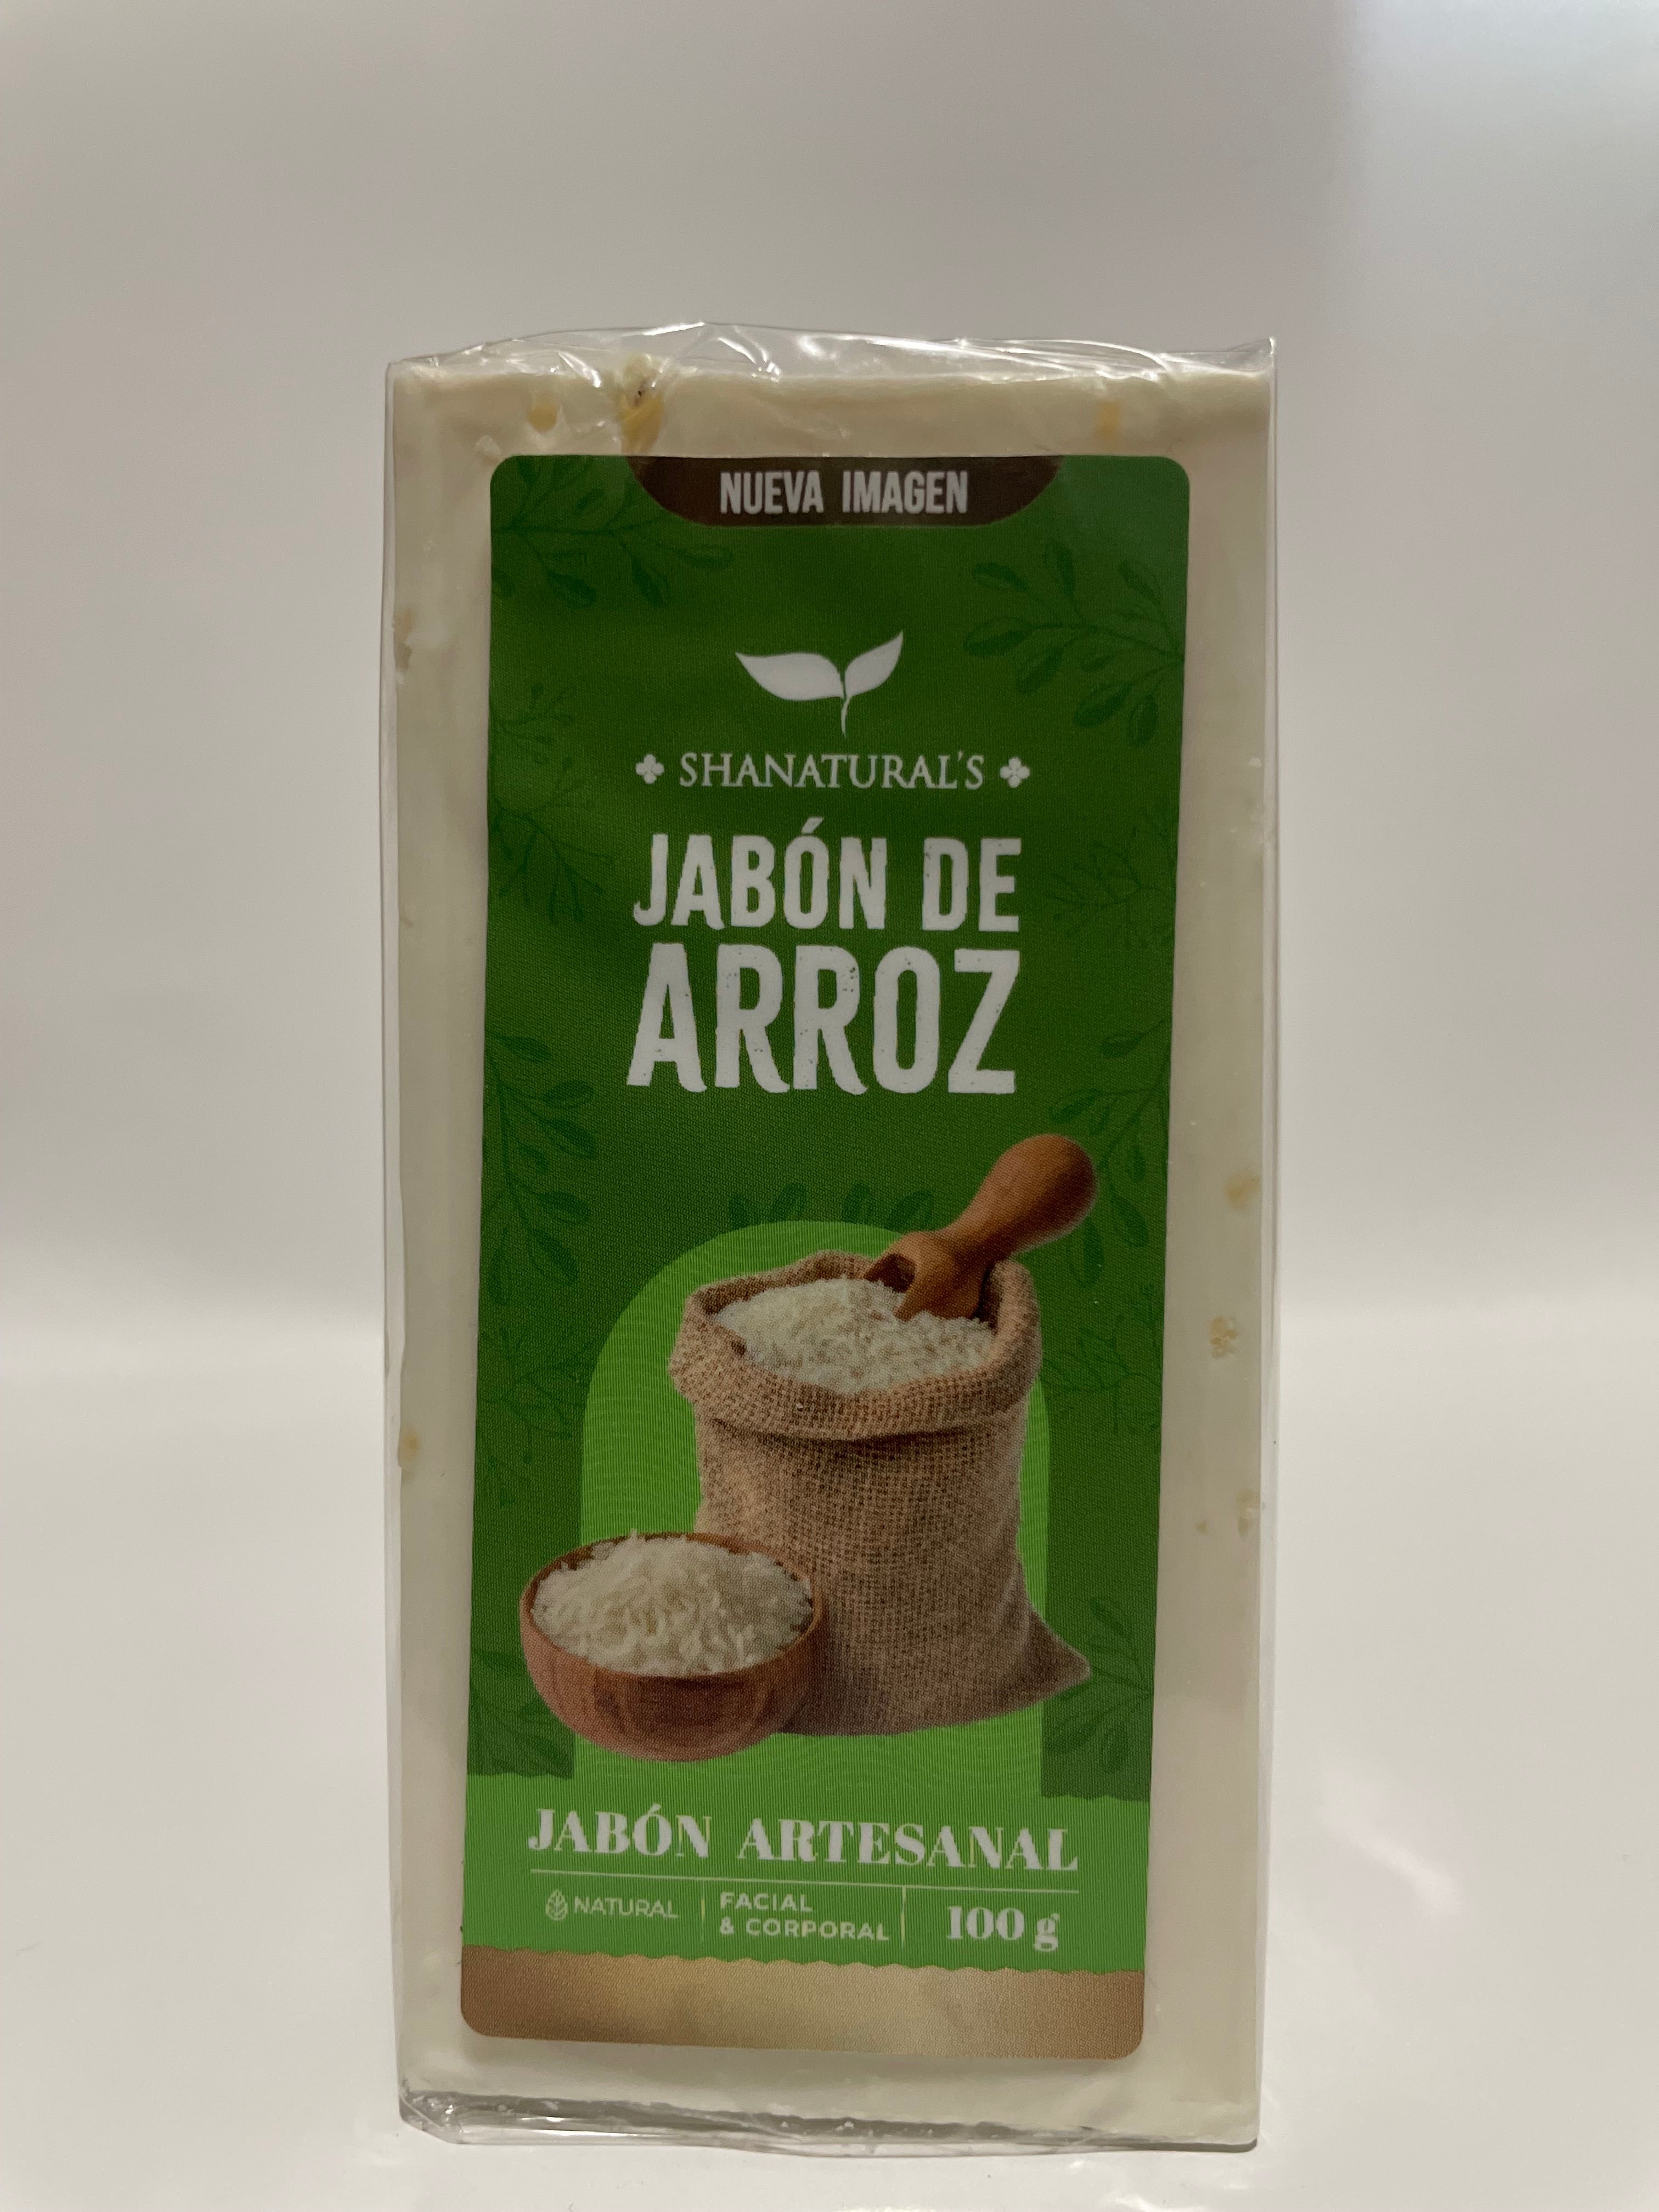 NUEVA IMAGEN
SHANATURAL'S
JABÓN DE
ARROZ
JABÓN ARTESANAL
NATURAL
FACIAL
& CORPORAL
100 g